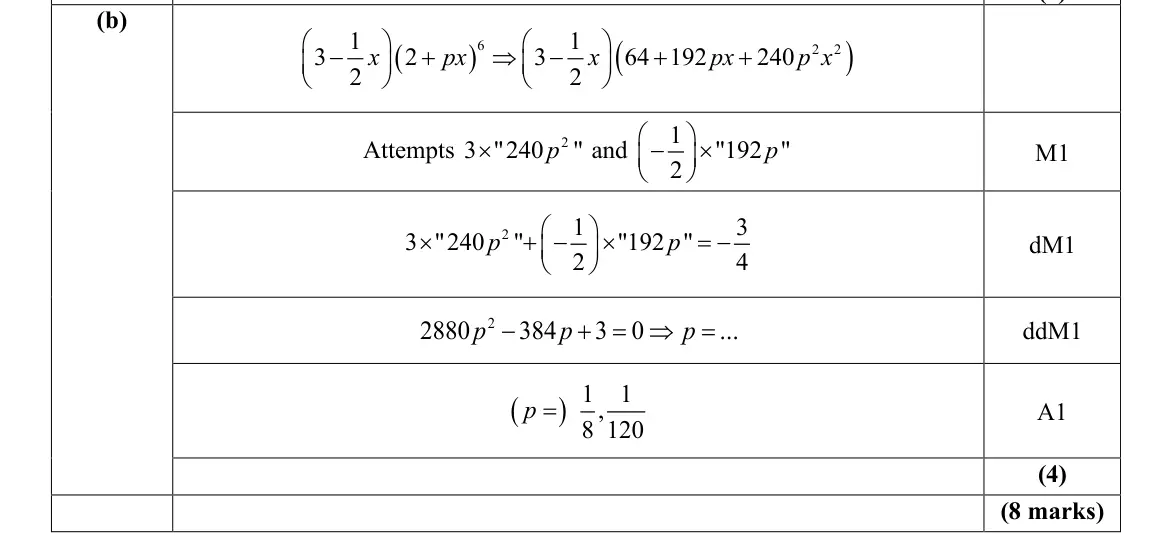 (b)
(3 − 1/2 x)(2 + px)^6 ⇒ (3 − 1/2 x)(64 + 192px + 240p^2x^2)
Attempts 3×"240p^2" and (− 1/2)×"192p" M1
3×"240p^2"+(− 1/2)×"192p" = − 3/4 dM1
2880p^2 − 384p + 3 = 0 ⇒ p = ... ddM1
(p =) 1/8, 1/120 A1
(4)
(8 marks)